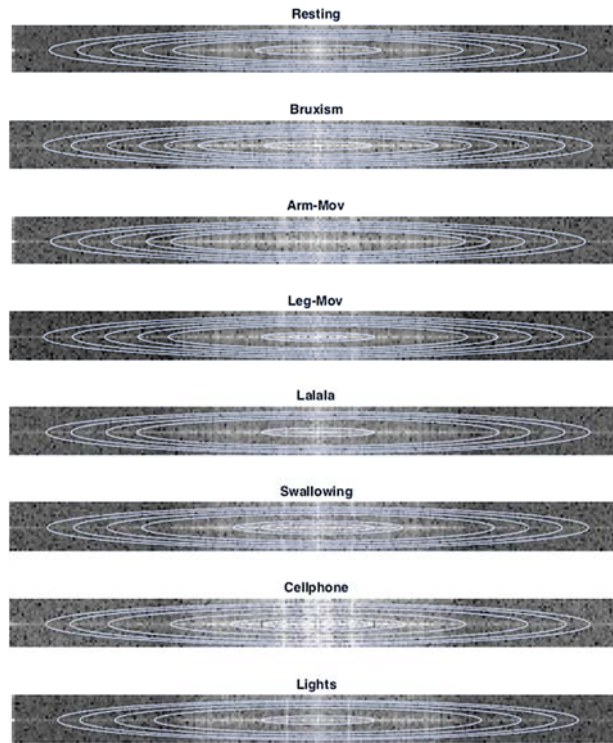 Resting
Bruxism
Arm-Mov
Leg-Mov
Lalala
Swallowing
Cellphone
Lights